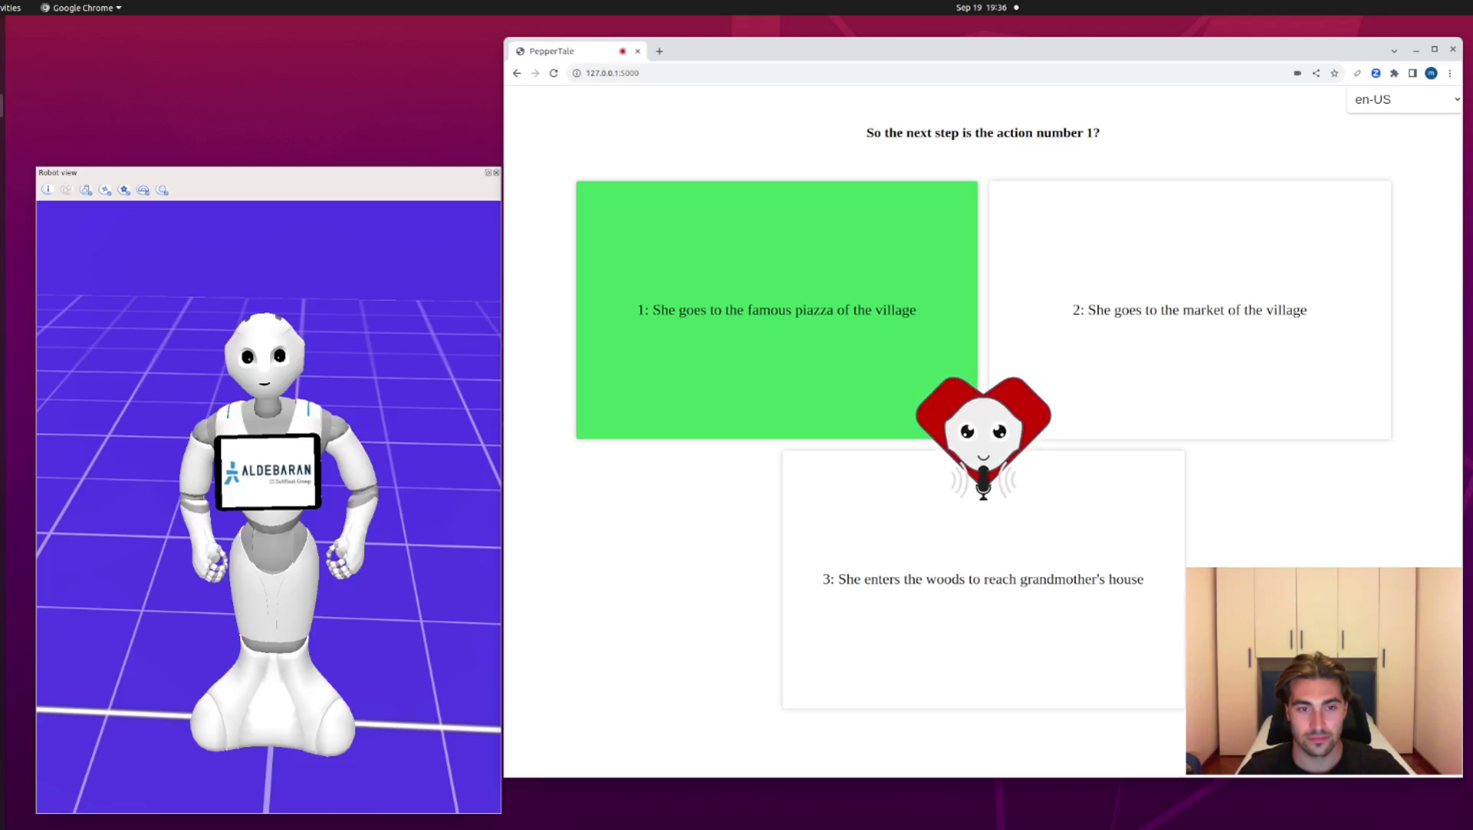 vities
Google Chrome
Sep 19 19:36
PepperTale
127.0.0.1:5000
en-US
So the next step is the action number 1?
Robot view
1: She goes to the famous piazza of the village
2: She goes to the market of the village
3: She enters the woods to reach grandmother's house
ALDEBARAN
SoftBank Group
m
Z